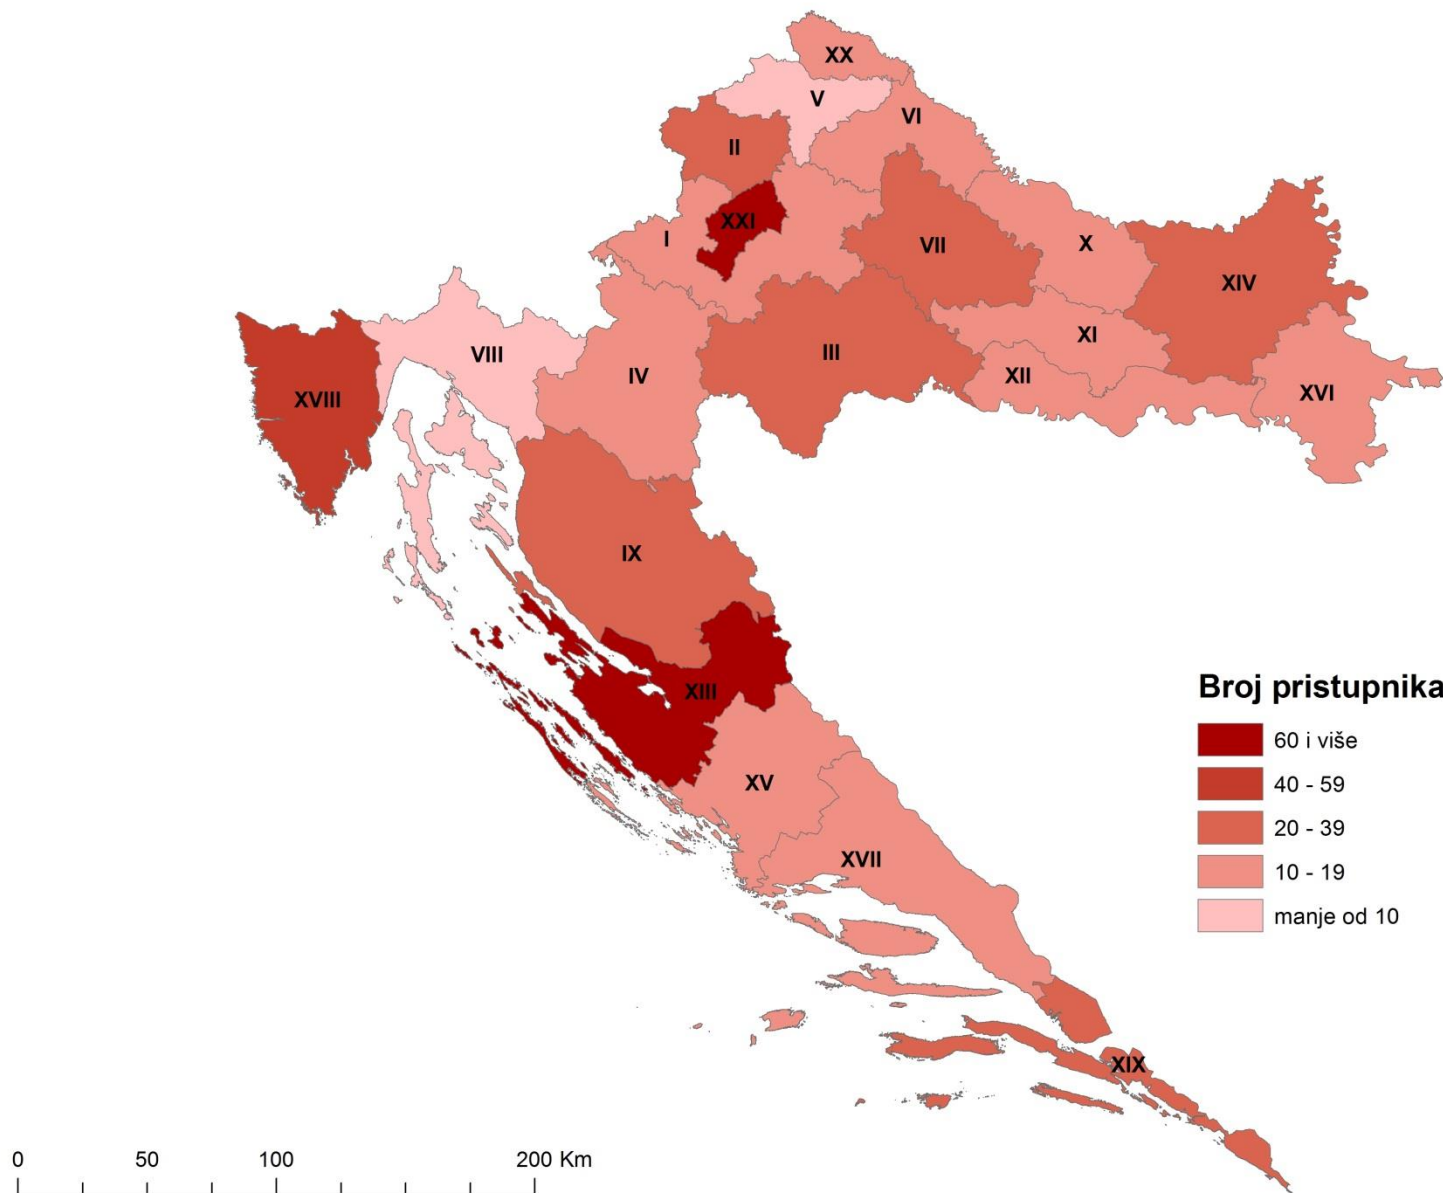 XX
V
VI
II
XXI
I
VII
X
XIV
VIII
III
XI
IV
XII
XVIII
XVI
IX
XIII
Broj pristupnika
60 i više
40 - 59
20 - 39
10 - 19
manje od 10
XV
XVII
XIX
0 50 100 200 Km